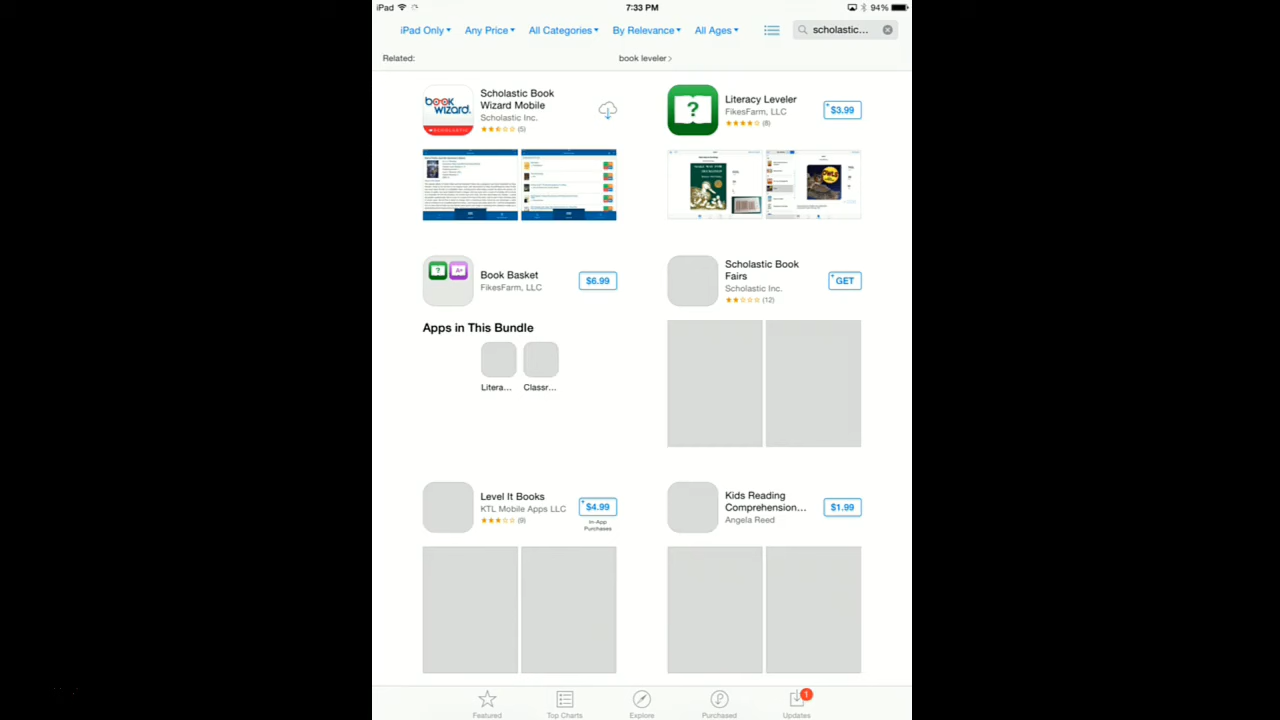 iPad
7:33 PM
94%
iPad Only
Any Price
All Categories
By Relevance
All Ages
scholastic...
Related:
book leveler
BOOK
wizard.
SCHOLASTIC
Scholastic Book
Wizard Mobile
Scholastic Inc.
(5)
?
Literacy Leveler
FikesFarm, LLC
(8)
+
$3.99
?
A+
Book Basket
FikesFarm, LLC
$6.99
Scholastic Book
Fairs
Scholastic Inc.
(12)
+
GET
Apps in This Bundle
Litera...
Classr...
Level It Books
KTL Mobile Apps LLC
(9)
+
$4.99
In-App
Purchases
Kids Reading
Comprehension...
Angela Reed
$1.99
Featured
Top Charts
Explore
Purchased
1
Updates